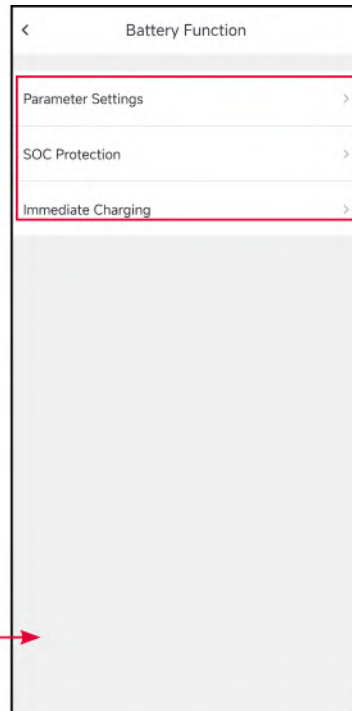 Battery Function
Parameter Settings
SOC Protection
Immediate Charging